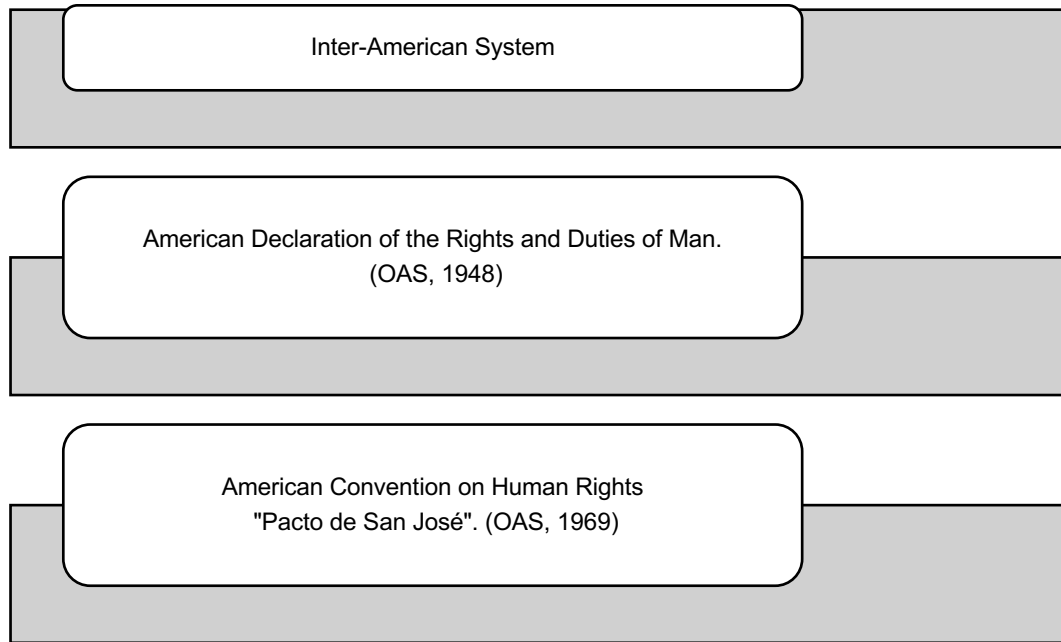 Inter-American System
American Declaration of the Rights and Duties of Man.
(OAS, 1948)
American Convention on Human Rights
"Pacto de San José". (OAS, 1969)